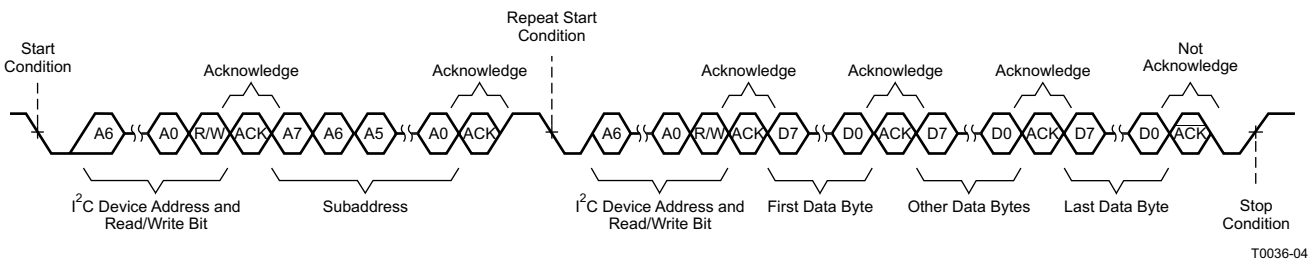 Repeat Start
Condition
Start
Condition
Not
Acknowledge
Acknowledge
Acknowledge
Acknowledge
Acknowledge
Acknowledge
A6 A0 R/W ACK A7 A6 A5 A0 ACK A6 A0 R/W ACK D7 D0 ACK D7 D0 ACK D7 D0 ACK
I2C Device Address and
Read/Write Bit
Subaddress
I2C Device Address and
Read/Write Bit
First Data Byte
Other Data Bytes
Last Data Byte
Stop
Condition
T0036-04